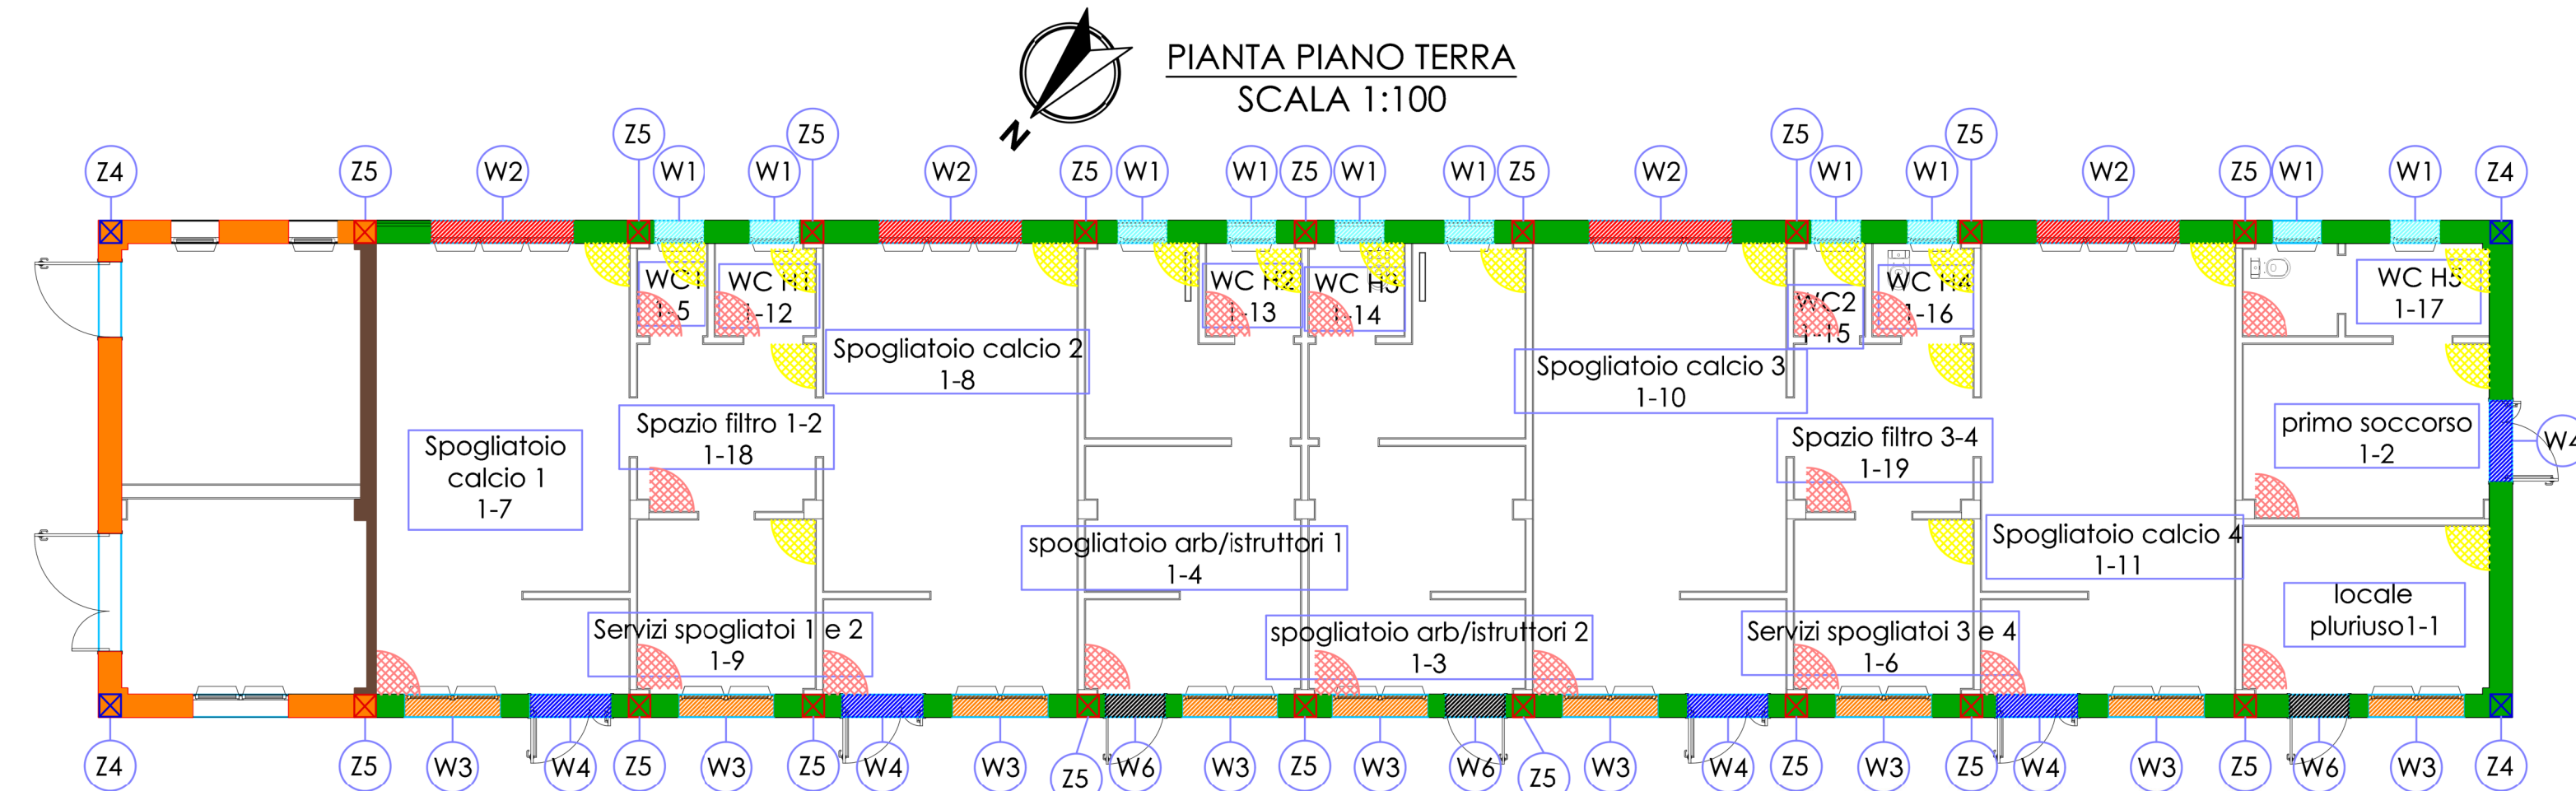 PIANTA PIANO TERRA
SCALA 1:100
N
Z5 Z5 Z5 Z5
Z4 Z5 W2 W1 W1 W2 Z5 W1 W1 Z5 W1 W1 Z5 W2 W1 W1 W2 Z5 W1 W1 Z4
WC1
1-5
WC H1
1-12
WC H2
1-13
WC H3
1-14
WC2
1-15
WC H4
1-16
WC H5
1-17
Spogliatoio calcio 2
1-8
Spogliatoio calcio 3
1-10
Spazio filtro 1-2
1-18
Spazio filtro 3-4
1-19
primo soccorso
1-2
W4
Spogliatoio
calcio 1
1-7
spogliatoio arb/istruttori 1
1-4
Spogliatoio calcio 4
1-11
locale
pluriuso1-1
Servizi spogliatoi 1 e 2
1-9
spogliatoio arb/istruttori 2
1-3
Servizi spogliatoi 3 e 4
1-6
Z4 Z5 W3 W4 Z5 W3 Z5 W4 W3 Z5 W6 W3 Z5 W3 W6 Z5 W3 W4 Z5 W3 Z5 W4 W3 Z5 W6 W3 Z4